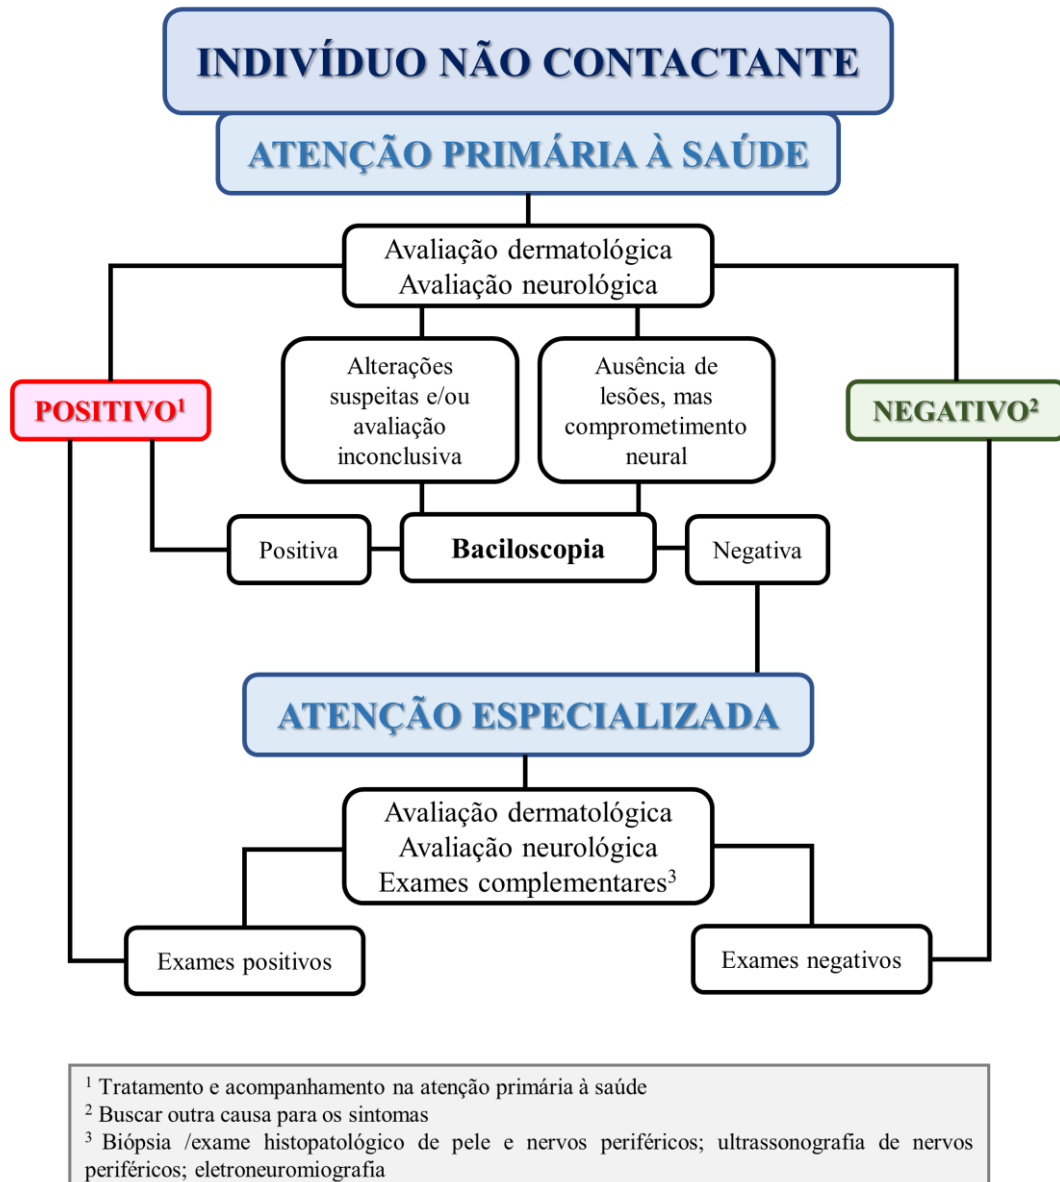 INDIVÍDUO NÃO CONTACTANTE
ATENÇÃO PRIMÁRIA À SAÚDE
Avaliação dermatológica
Avaliação neurológica
Alterações
suspeitas e/ou
avaliação
inconclusiva
Ausência de
lesões, mas
comprometimento
neural
POSITIVO¹
NEGATIVO²
Positiva
Baciloscopia
Negativa
ATENÇÃO ESPECIALIZADA
Avaliação dermatológica
Avaliação neurológica
Exames complementares³
Exames positivos
Exames negativos
¹ Tratamento e acompanhamento na atenção primária à saúde
² Buscar outra causa para os sintomas
³ Biópsia /exame histopatológico de pele e nervos periféricos; ultrassonografia de nervos
periféricos; eletroneuromiografia